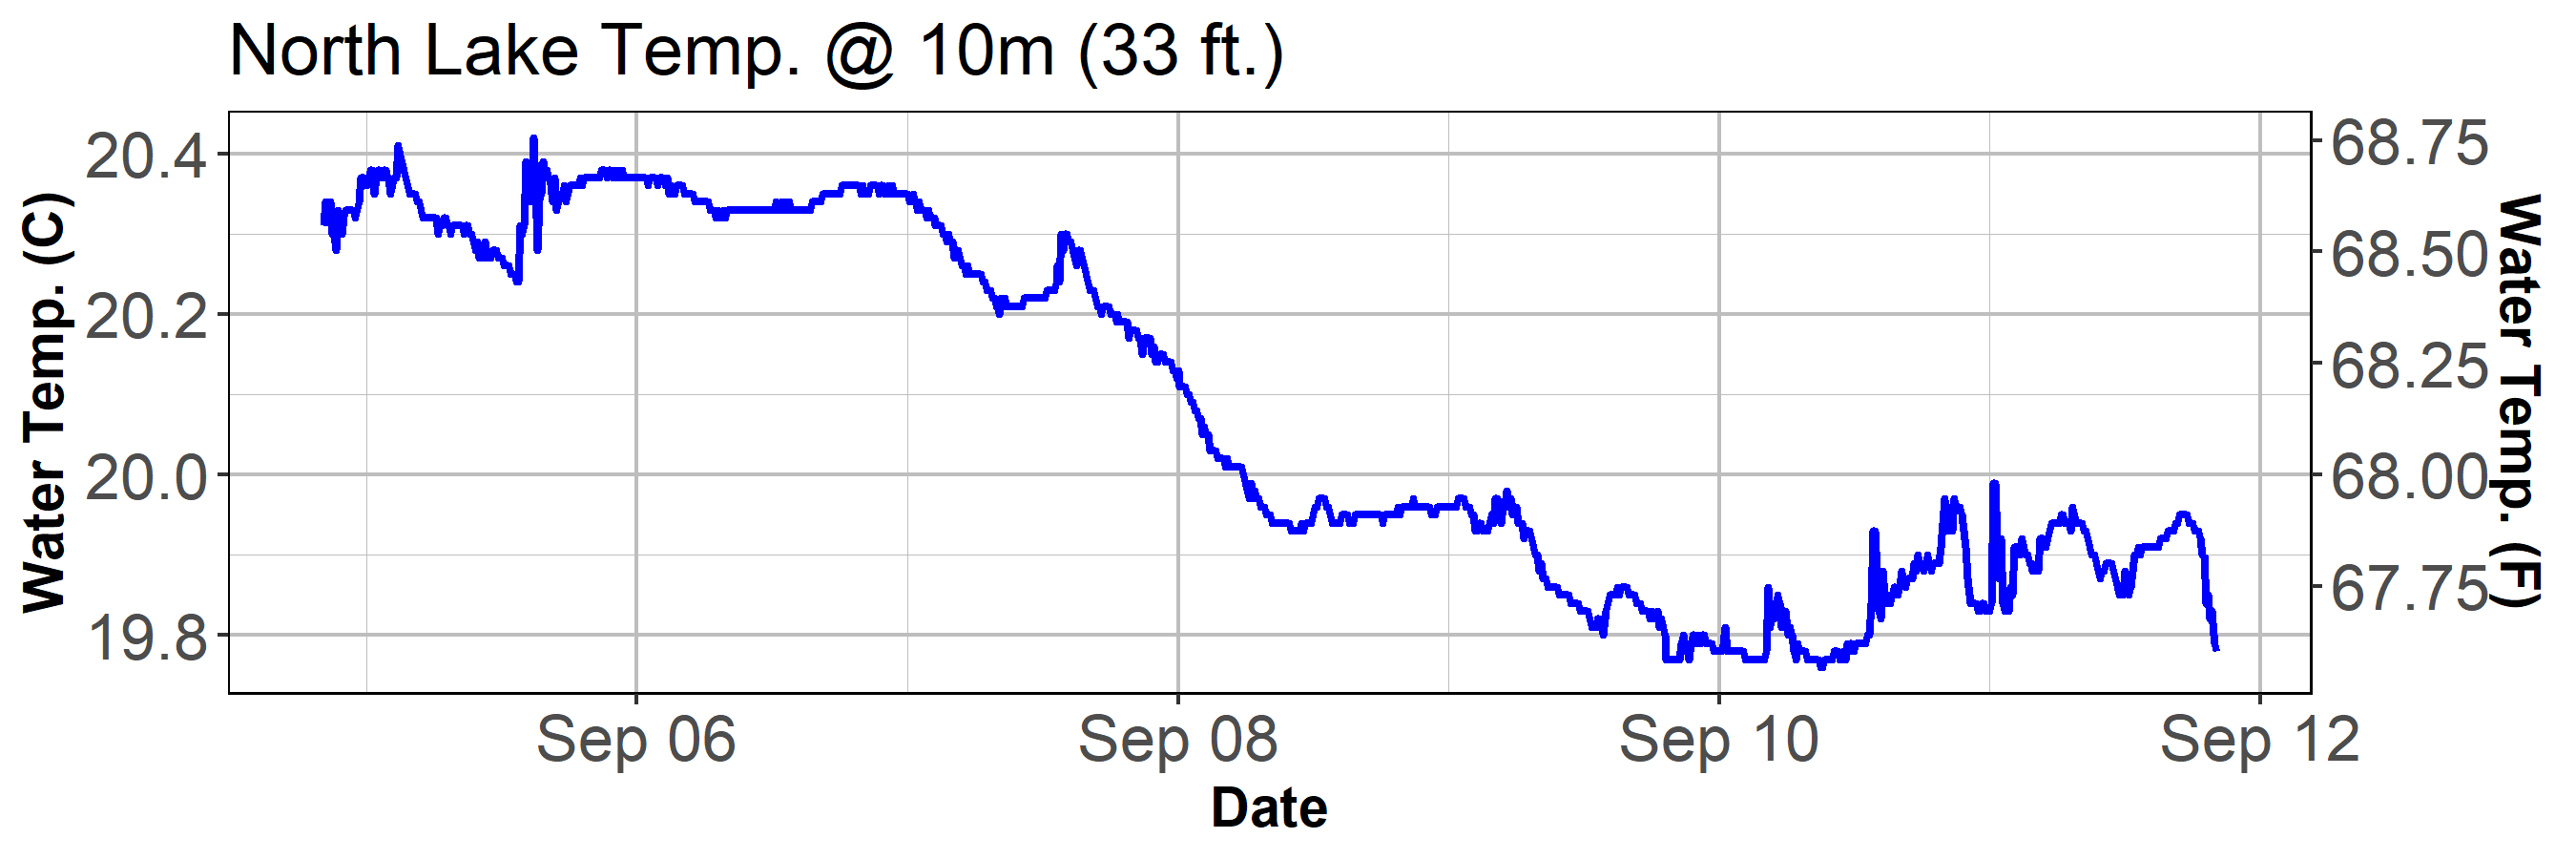 North Lake Temp. @ 10m (33 ft.)
Water Temp. (C)
20.4
20.2
20.0
19.8
68.75
68.50
68.25
68.00
67.75
Water Temp. (F)
Sep 06
Sep 08
Sep 10
Sep 12
Date